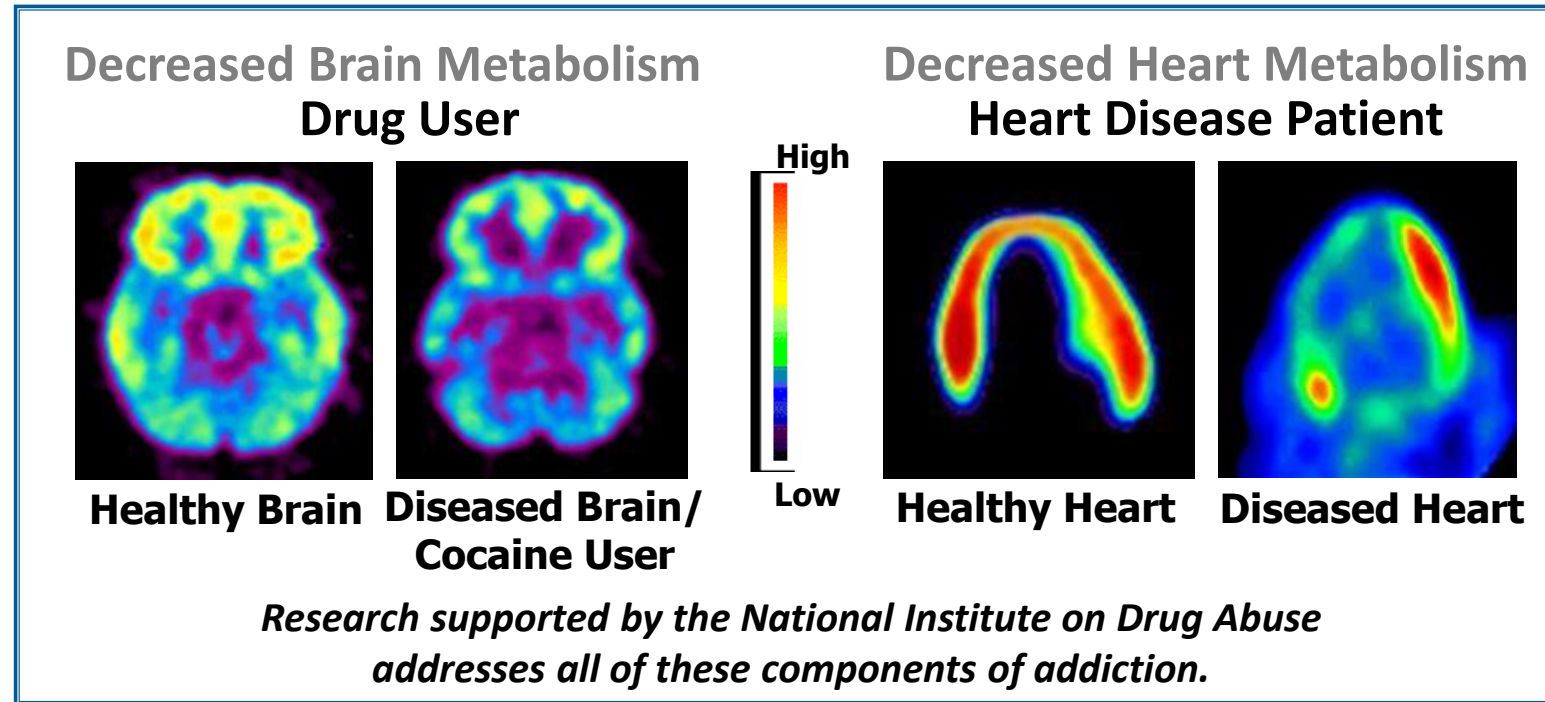 Decreased Brain Metabolism
Drug User
Healthy Brain
Diseased Brain/
Cocaine User
High
Low
Decreased Heart Metabolism
Heart Disease Patient
Healthy Heart
Diseased Heart
Research supported by the National Institute on Drug Abuse
addresses all of these components of addiction.